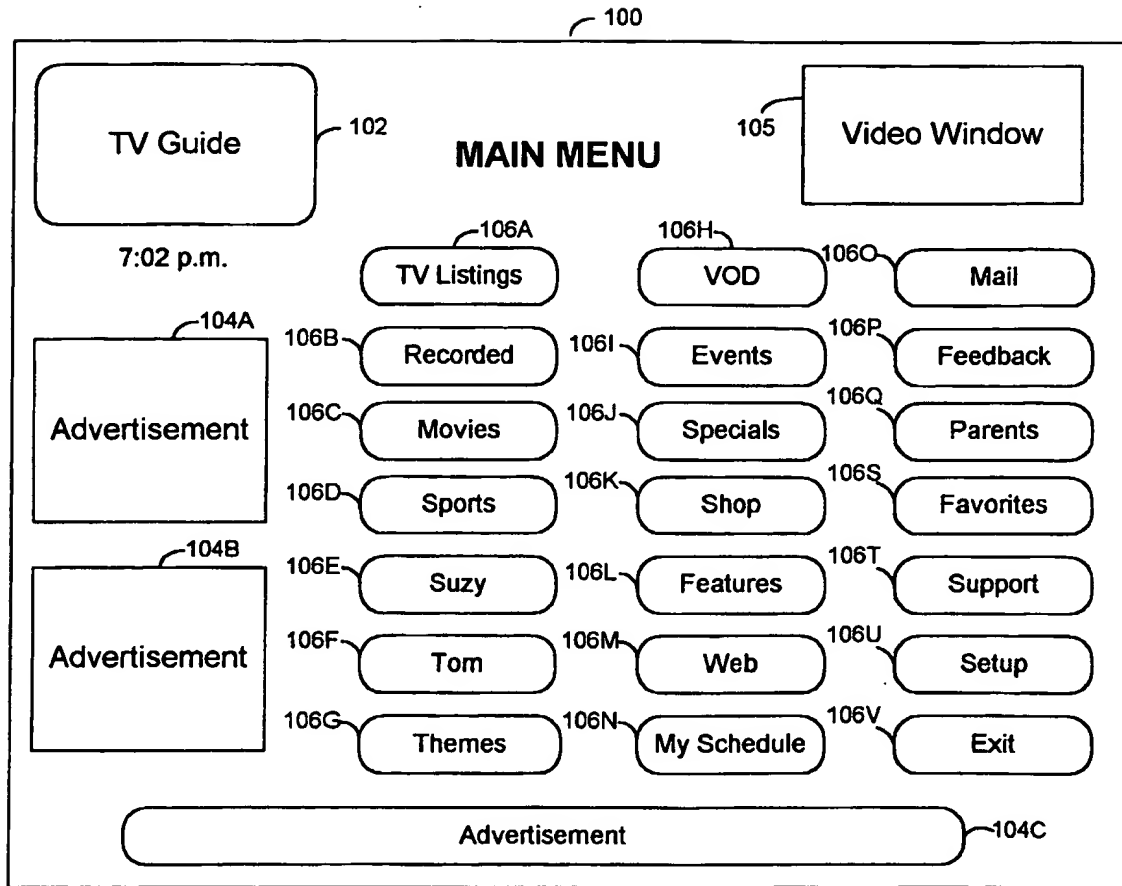 100
TV Guide
102
MAIN MENU
105
Video Window
7:02 p.m.
106A
TV Listings
106H
VOD
106O
Mail
104A
Advertisement
106B
Recorded
106I
Events
106P
Feedback
106C
Movies
106J
Specials
106Q
Parents
106D
Sports
106K
Shop
106S
Favorites
104B
Advertisement
106E
Suzy
106L
Features
106T
Support
106F
Tom
106M
Web
106U
Setup
106G
Themes
106N
My Schedule
106V
Exit
Advertisement
104C